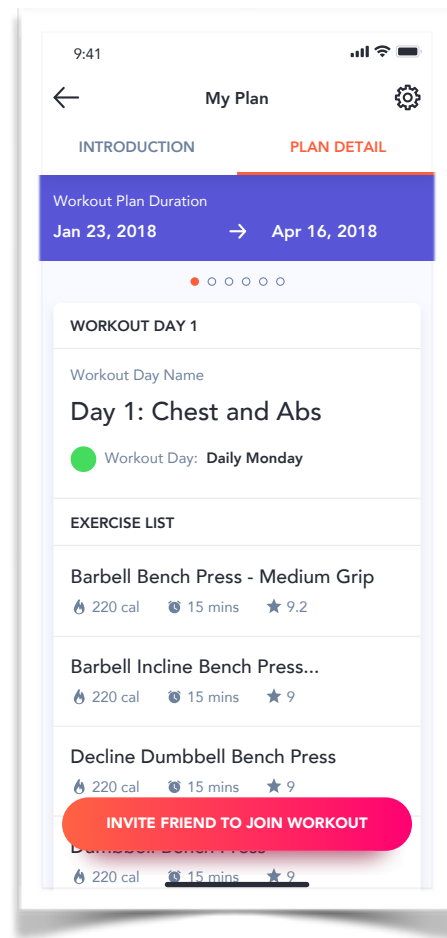 9:41
My Plan
INTRODUCTION
PLAN DETAIL
Workout Plan Duration
Jan 23, 2018 → Apr 16, 2018
WORKOUT DAY 1
Workout Day Name
Day 1: Chest and Abs
Workout Day: Daily Monday
EXERCISE LIST
Barbell Bench Press - Medium Grip
220 cal 15 mins 9.2
Barbell Incline Bench Press...
220 cal 15 mins 9
Decline Dumbbell Bench Press
220 cal 15 mins 9
INVITE FRIEND TO JOIN WORKOUT
Dumbbell Bench Press
220 cal 15 mins 9